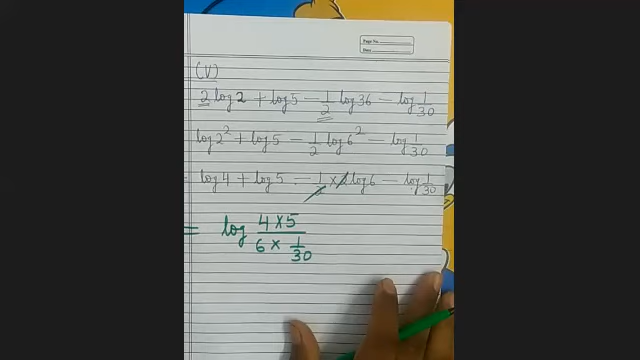 Page No.
Date
(V)
2 log 2 + log 5 − 1/2 log 36 − log 1/30
log 2² + log 5 − 1/2 log 6² − log 1/30
= log 4 + log 5 − 1/2 × 2 log 6 − log 1/30
= log (4 × 5)/(6 × 1/30)